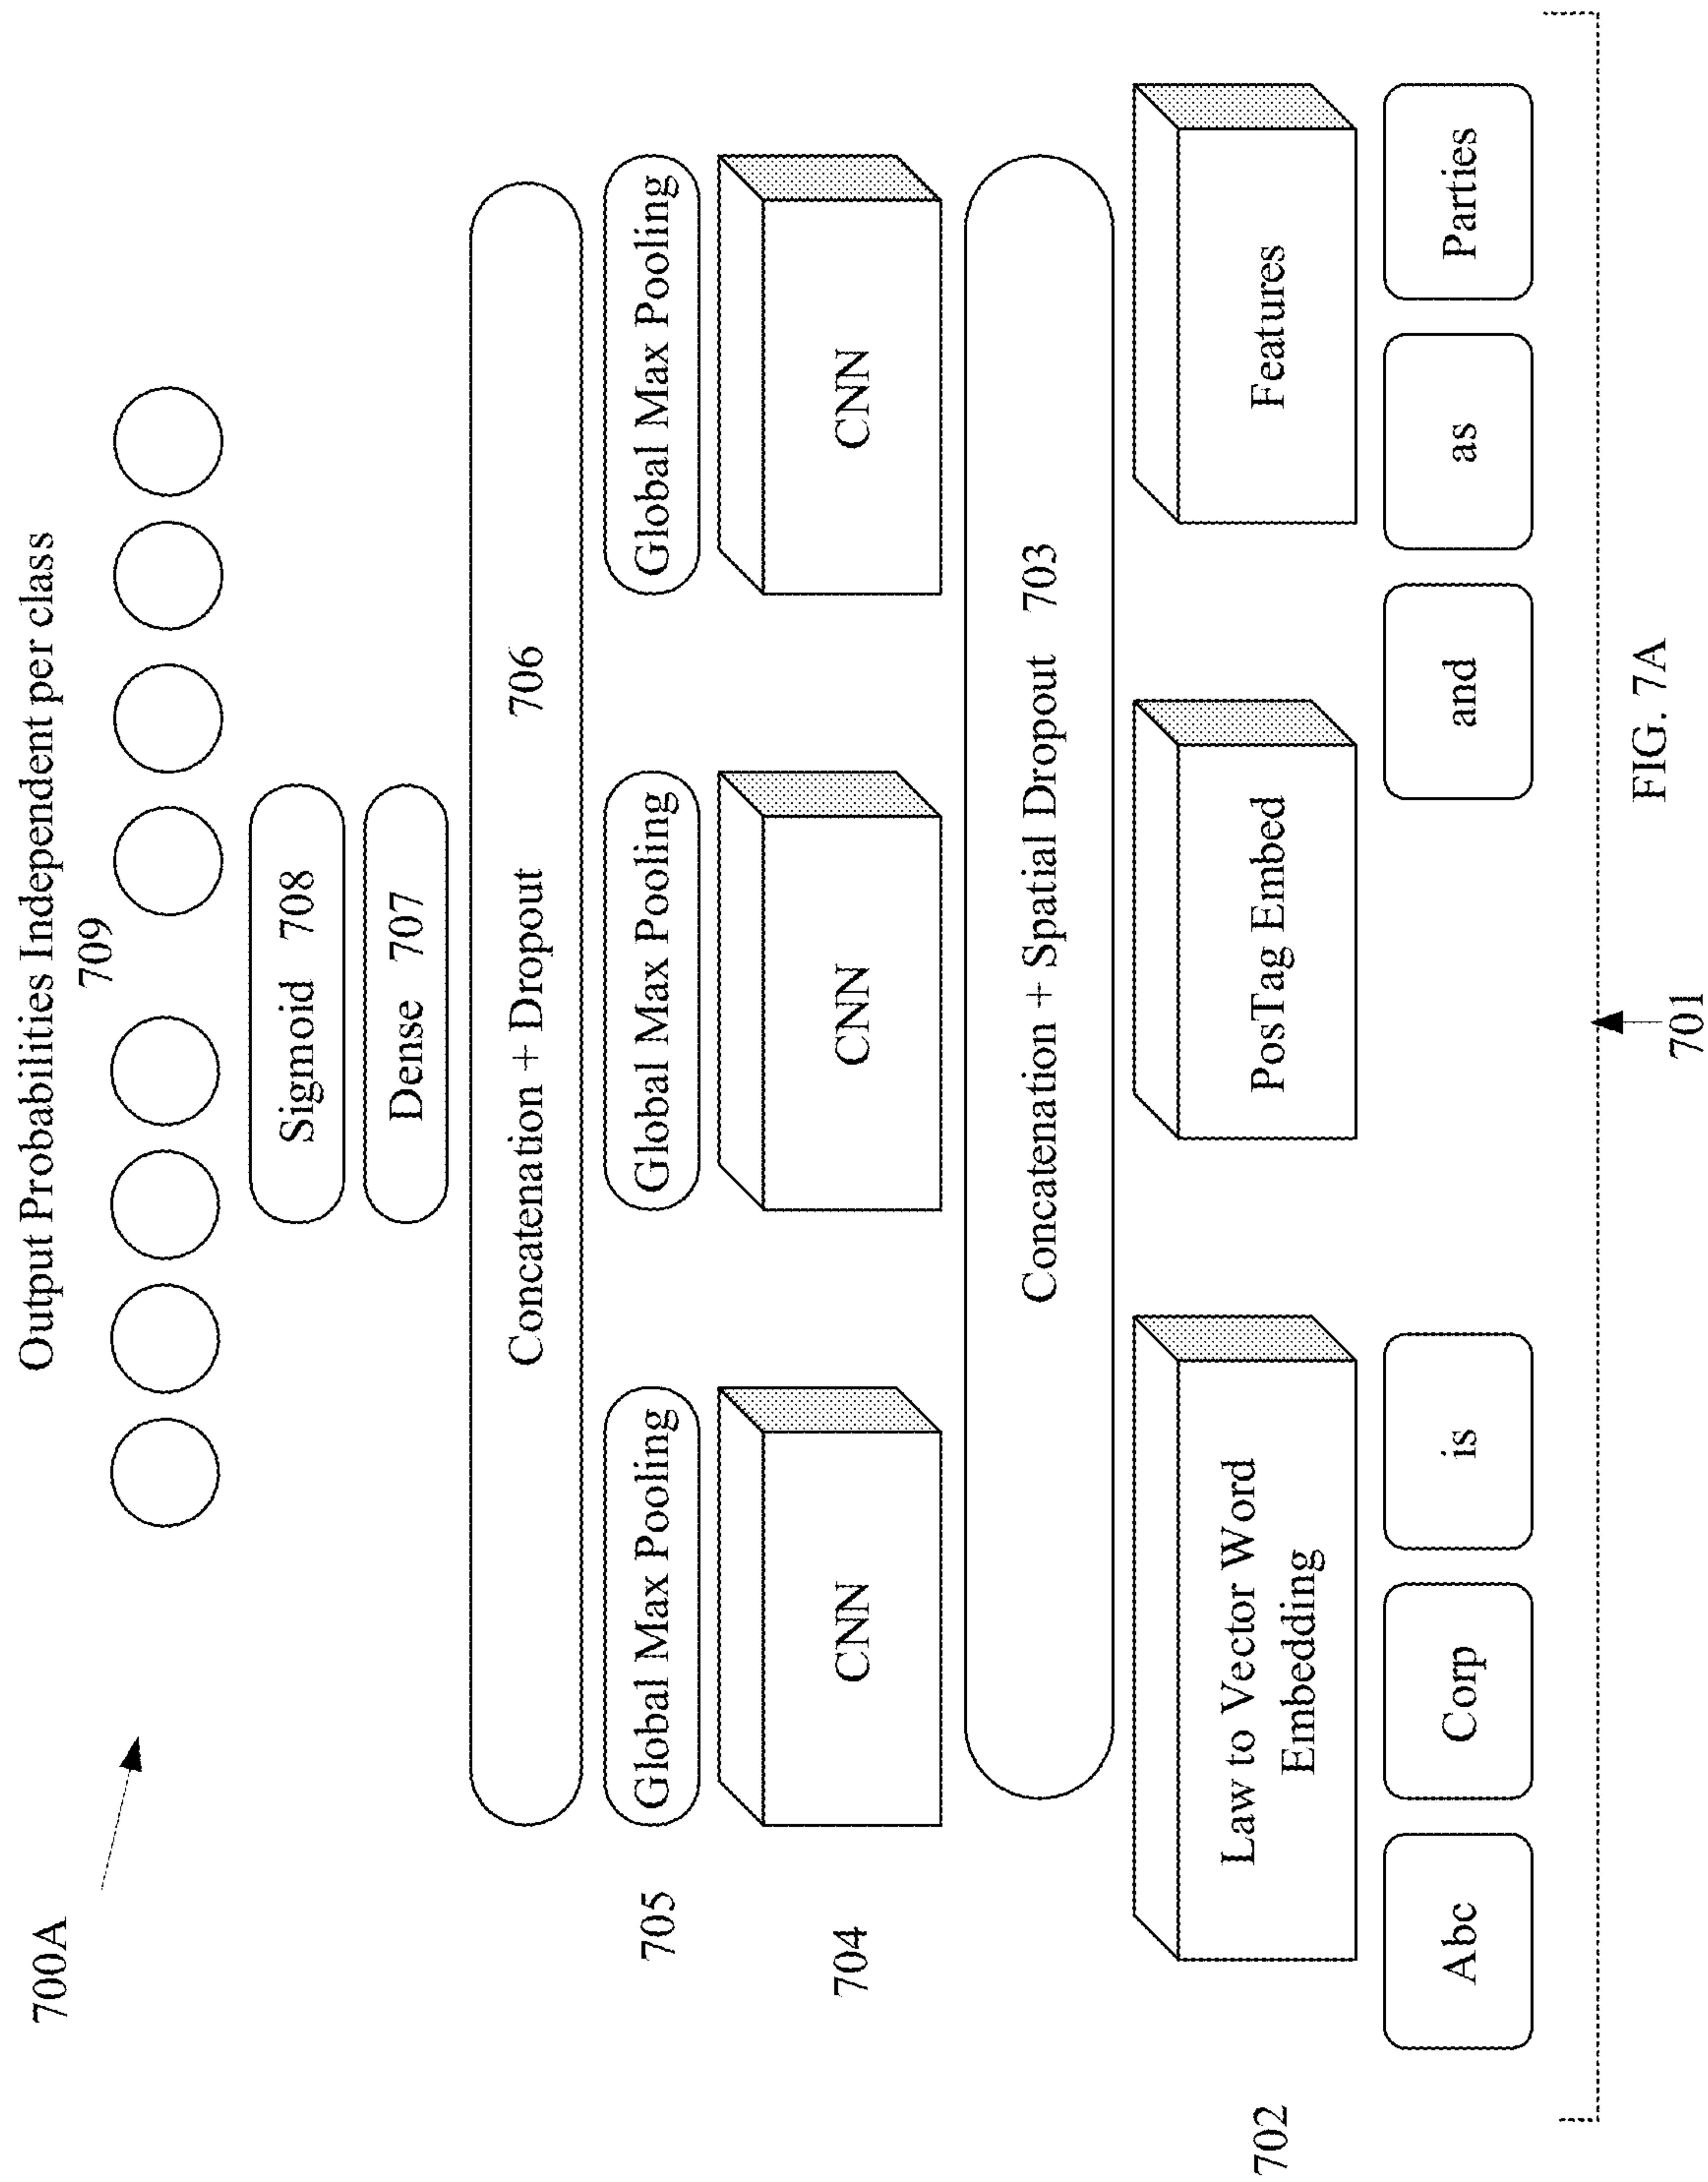 700A
Output Probabilities Independent per class
709
Sigmoid 708
Dense 707
Concatenation + Dropout 706
705 Global Max Pooling Global Max Pooling Global Max Pooling
704 CNN CNN CNN
Concatenation + Spatial Dropout 703
702 Law to Vector Word
Embedding
PosTag Embed
Features
Abc Corp is and as Parties
701
FIG. 7A